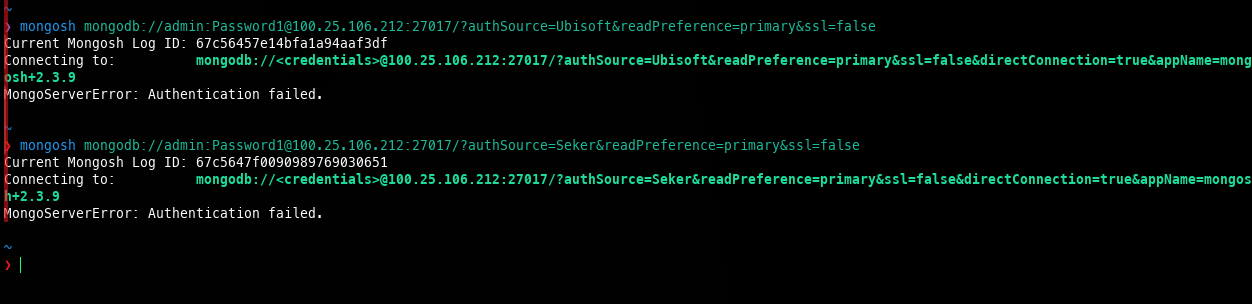 ~
❯ mongosh mongodb://admin:Password1@100.25.106.212:27017/?authSource=Ubisoft&readPreference=primary&ssl=false
Current Mongosh Log ID: 67c56457e14bfa1a94aaf3df
Connecting to:          mongodb://<credentials>@100.25.106.212:27017/?authSource=Ubisoft&readPreference=primary&ssl=false&directConnection=true&appName=mong
osh+2.3.9
MongoServerError: Authentication failed.
~
❯ mongosh mongodb://admin:Password1@100.25.106.212:27017/?authSource=Seker&readPreference=primary&ssl=false
Current Mongosh Log ID: 67c5647f0090989769030651
Connecting to:          mongodb://<credentials>@100.25.106.212:27017/?authSource=Seker&readPreference=primary&ssl=false&directConnection=true&appName=mongos
h+2.3.9
MongoServerError: Authentication failed.
~
❯